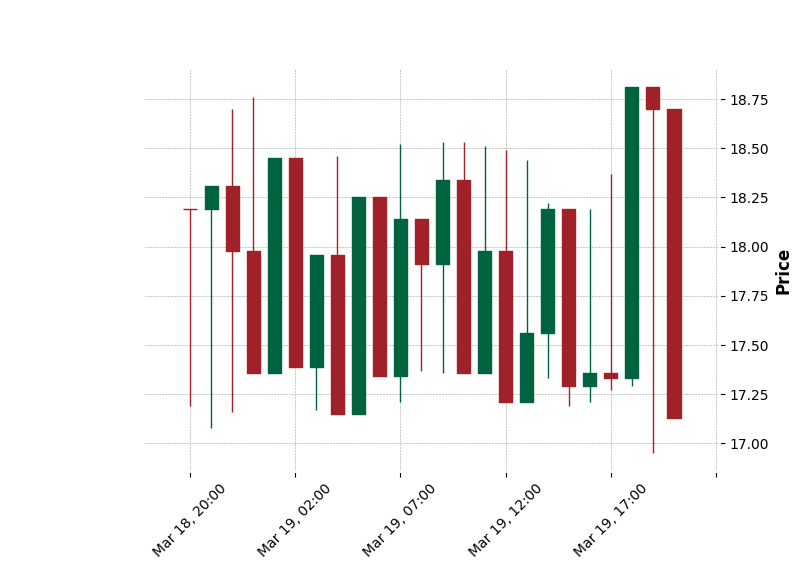 18.75
18.50
18.25
18.00
17.75
17.50
17.25
17.00
Price
Mar 18, 20:00
Mar 19, 02:00
Mar 19, 07:00
Mar 19, 12:00
Mar 19, 17:00